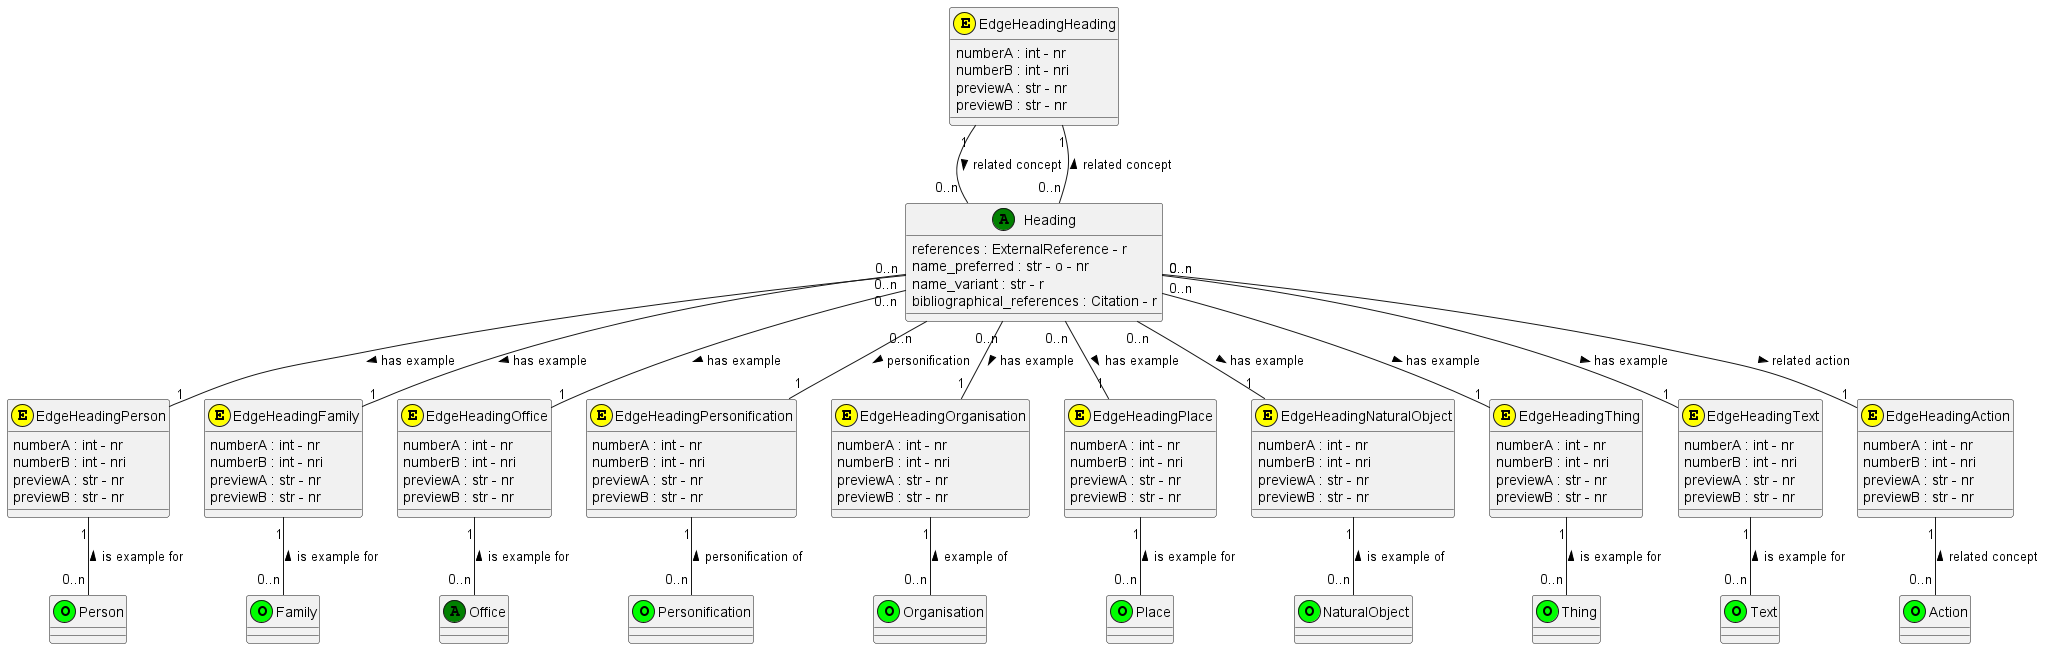 E EdgeHeadingHeading
numberA : int - nr
numberB : int - nri
previewA : str - nr
previewB : str - nr
1 1
related concept related concept
0..n 0..n
A Heading
references : ExternalReference - r
name_preferred : str - o - nr
name_variant : str - r
bibliographical_references : Citation - r
0..n 0..n
0..n 0..n
0..n
0..n 0..n 0..n 0..n
has example has example has example personification has example has example has example has example has example related action
1 1 1 1 1 1 1 1 1 1
E EdgeHeadingPerson
numberA : int - nr
numberB : int - nri
previewA : str - nr
previewB : str - nr
E EdgeHeadingFamily
numberA : int - nr
numberB : int - nri
previewA : str - nr
previewB : str - nr
E EdgeHeadingOffice
numberA : int - nr
numberB : int - nri
previewA : str - nr
previewB : str - nr
E EdgeHeadingPersonification
numberA : int - nr
numberB : int - nri
previewA : str - nr
previewB : str - nr
E EdgeHeadingOrganisation
numberA : int - nr
numberB : int - nri
previewA : str - nr
previewB : str - nr
E EdgeHeadingPlace
numberA : int - nr
numberB : int - nri
previewA : str - nr
previewB : str - nr
E EdgeHeadingNaturalObject
numberA : int - nr
numberB : int - nri
previewA : str - nr
previewB : str - nr
E EdgeHeadingThing
numberA : int - nr
numberB : int - nri
previewA : str - nr
previewB : str - nr
E EdgeHeadingText
numberA : int - nr
numberB : int - nri
previewA : str - nr
previewB : str - nr
E EdgeHeadingAction
numberA : int - nr
numberB : int - nri
previewA : str - nr
previewB : str - nr
1 1 1 1 1 1 1 1 1 1
is example for is example for is example for personification of example of is example for is example of is example for is example for related concept
0..n 0..n 0..n 0..n 0..n 0..n 0..n 0..n 0..n 0..n
O Person O Family A Office O Personification O Organisation O Place O NaturalObject O Thing O Text O Action